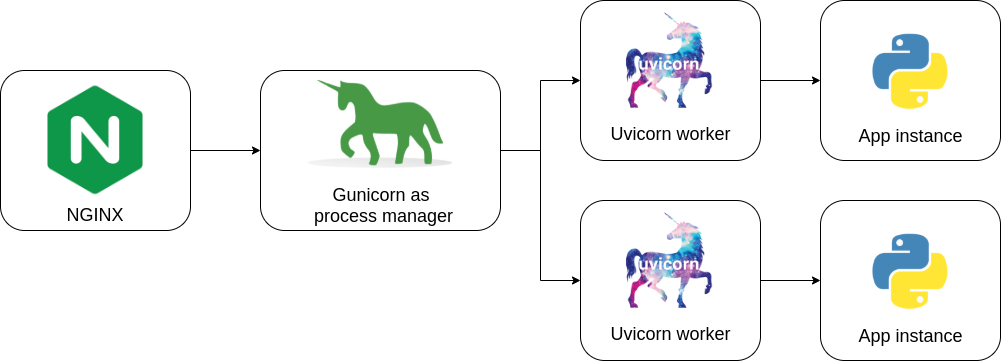 N
NGINX
Gunicorn as
process manager
uvicorn
Uvicorn worker
App instance
uvicorn
Uvicorn worker
App instance